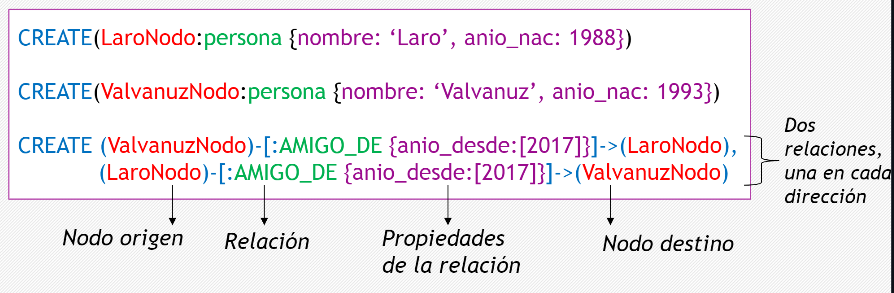 CREATE(LaroNodo:persona {nombre: ‘Laro’, anio_nac: 1988})
CREATE(ValvanuzNodo:persona {nombre: ‘Valvanuz’, anio_nac: 1993})
CREATE (ValvanuzNodo)-[:AMIGO_DE {anio_desde:[2017]}]->(LaroNodo),
(LaroNodo)-[:AMIGO_DE {anio_desde:[2017]}]->(ValvanuzNodo)
Dos
relaciones,
una en cada
dirección
Nodo origen
Relación
Propiedades
de la relación
Nodo destino